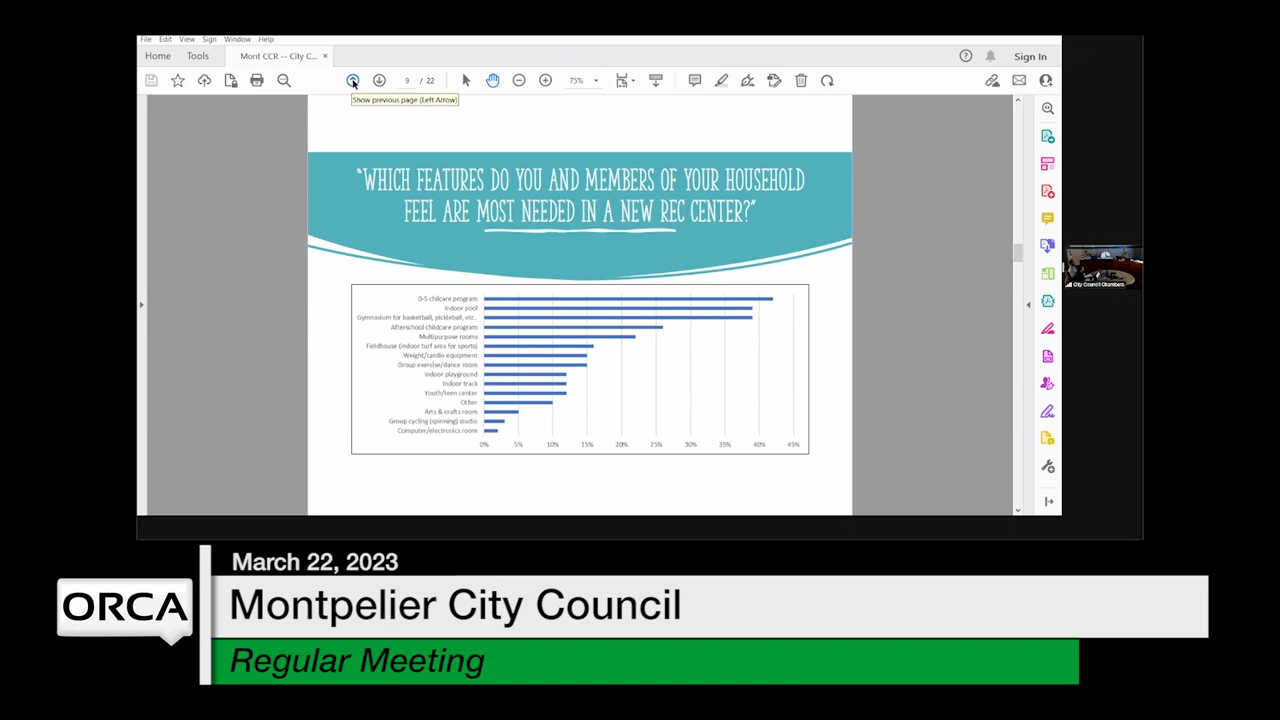 File Edit View Sign Window Help
Home Tools Mont CCR -- City C... × Sign In
9 / 22 75%
Show previous page (Left Arrow)
"WHICH FEATURES DO YOU AND MEMBERS OF YOUR HOUSEHOLD
FEEL ARE MOST NEEDED IN A NEW REC CENTER?"
0-5 chilcare program
Indoor pool
Gymnasium for basketball, pickleball, etc.
Afterschool childcare program
Multipurpose rooms
Fieldhouse (indoor turf area for sports)
Weight/cardio equipment
Group exercise/dance room
Indoor playground
Indoor track
Youth/teen center
Other
Arts & crafts room
Group cycling (spinning) studio
Computer/electronics room
0% 5% 10% 15% 20% 25% 30% 35% 40% 45%
City Council Chambers
March 22, 2023
ORCA
Montpelier City Council
Regular Meeting